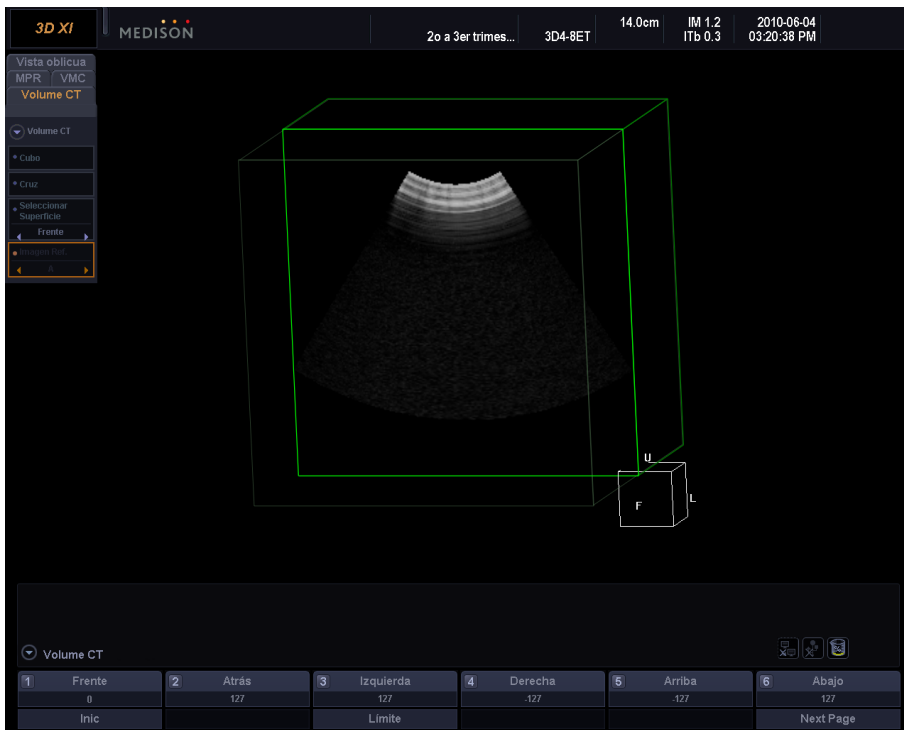 3D XI
MEDISON
2o a 3er trimes...
3D4-8ET
14.0cm
IM 1.2
ITb 0.3
2010-06-04
03:20:38 PM
Vista oblicua
MPR VMC
Volume CT
Volume CT
Cubo
Cruz
Seleccionar
Superficie
Frente
Imagen Ref.
A
U
F
L
Volume CT
1 Frente
2 Atrás
3 Izquierda
4 Derecha
5 Arriba
6 Abajo
0
127
127
-127
-127
127
Inic
Límite
Next Page